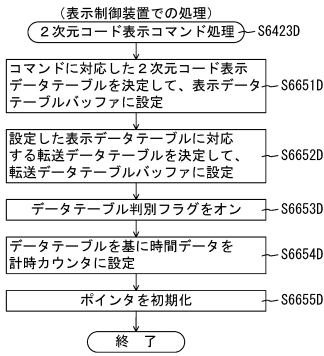 (表示制御装置での処理)
2次元コード表示コマンド処理
S6423D
コマンドに対応した2次元コード表示
データテーブルを決定して、表示データ
テーブルバッファに設定
S6651D
設定した表示データテーブルに対応
する転送データテーブルを決定して、
転送データテーブルバッファに設定
S6652D
データテーブル判別フラグをオン
S6653D
データテーブルを基に時間データを
計時カウンタに設定
S6654D
ポインタを初期化
S6655D
終 了